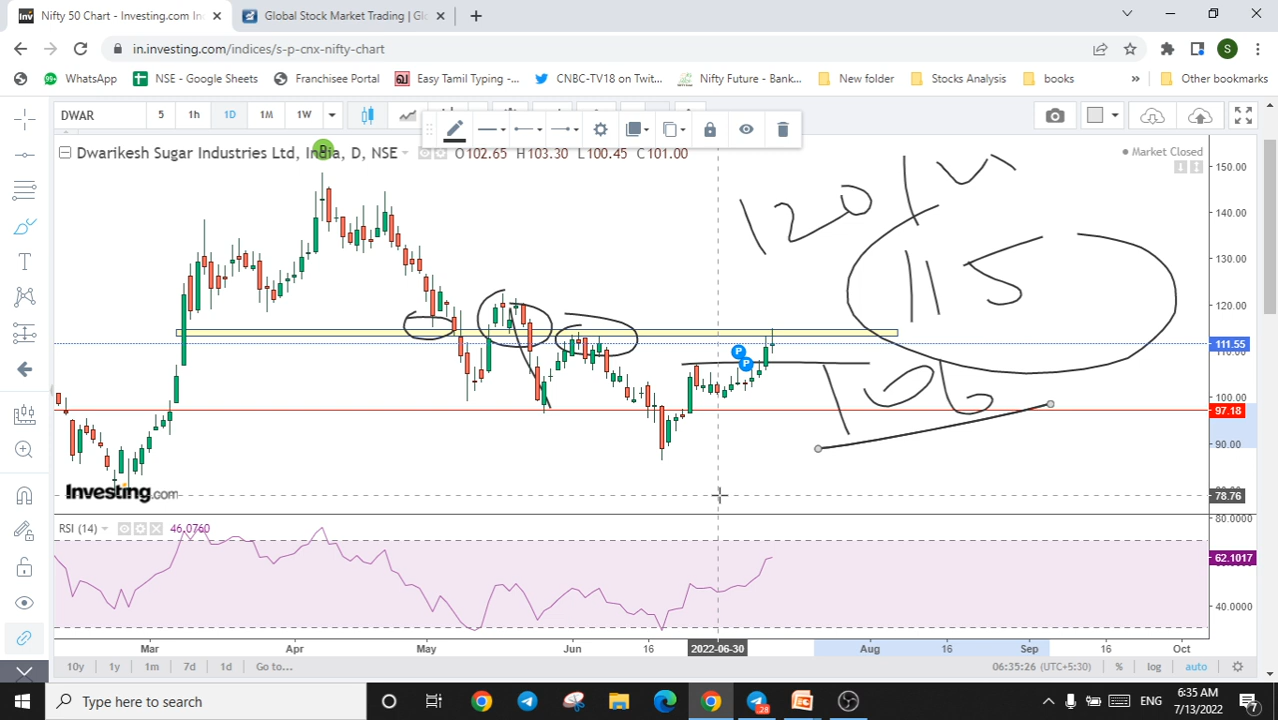 Nifty 50 Chart - Investing.com In
Global Stock Market Trading | Glo
in.investing.com/indices/s-p-cnx-nifty-chart
S
WhatsApp
NSE - Google Sheets
Franchisee Portal
Easy Tamil Typing -...
CNBC-TV18 on Twit...
Nifty Future - Bank...
New folder
Stocks Analysis
books
»
Other bookmarks
DWAR 5 1h 1D 1M 1W
Dwarikesh Sugar Industries Ltd, India, D, NSE O102.65 H103.30 L100.45 C101.00
B
Market Closed
150.00
140.00
130.00
120.00
111.55
110.00
100.00
97.18
90.00
78.76
120
115
106
P
P
Investing.com
RSI (14) 46.0760
80.0000
62.1017
40.0000
Mar Apr May Jun 16 2022-06-30 Aug 16 Sep 16 Oct
10y 1y 1m 7d 1d Go to... 06:35:26 (UTC+5:30) % log auto
Type here to search
28
ENG
6:35 AM
7/13/2022
7